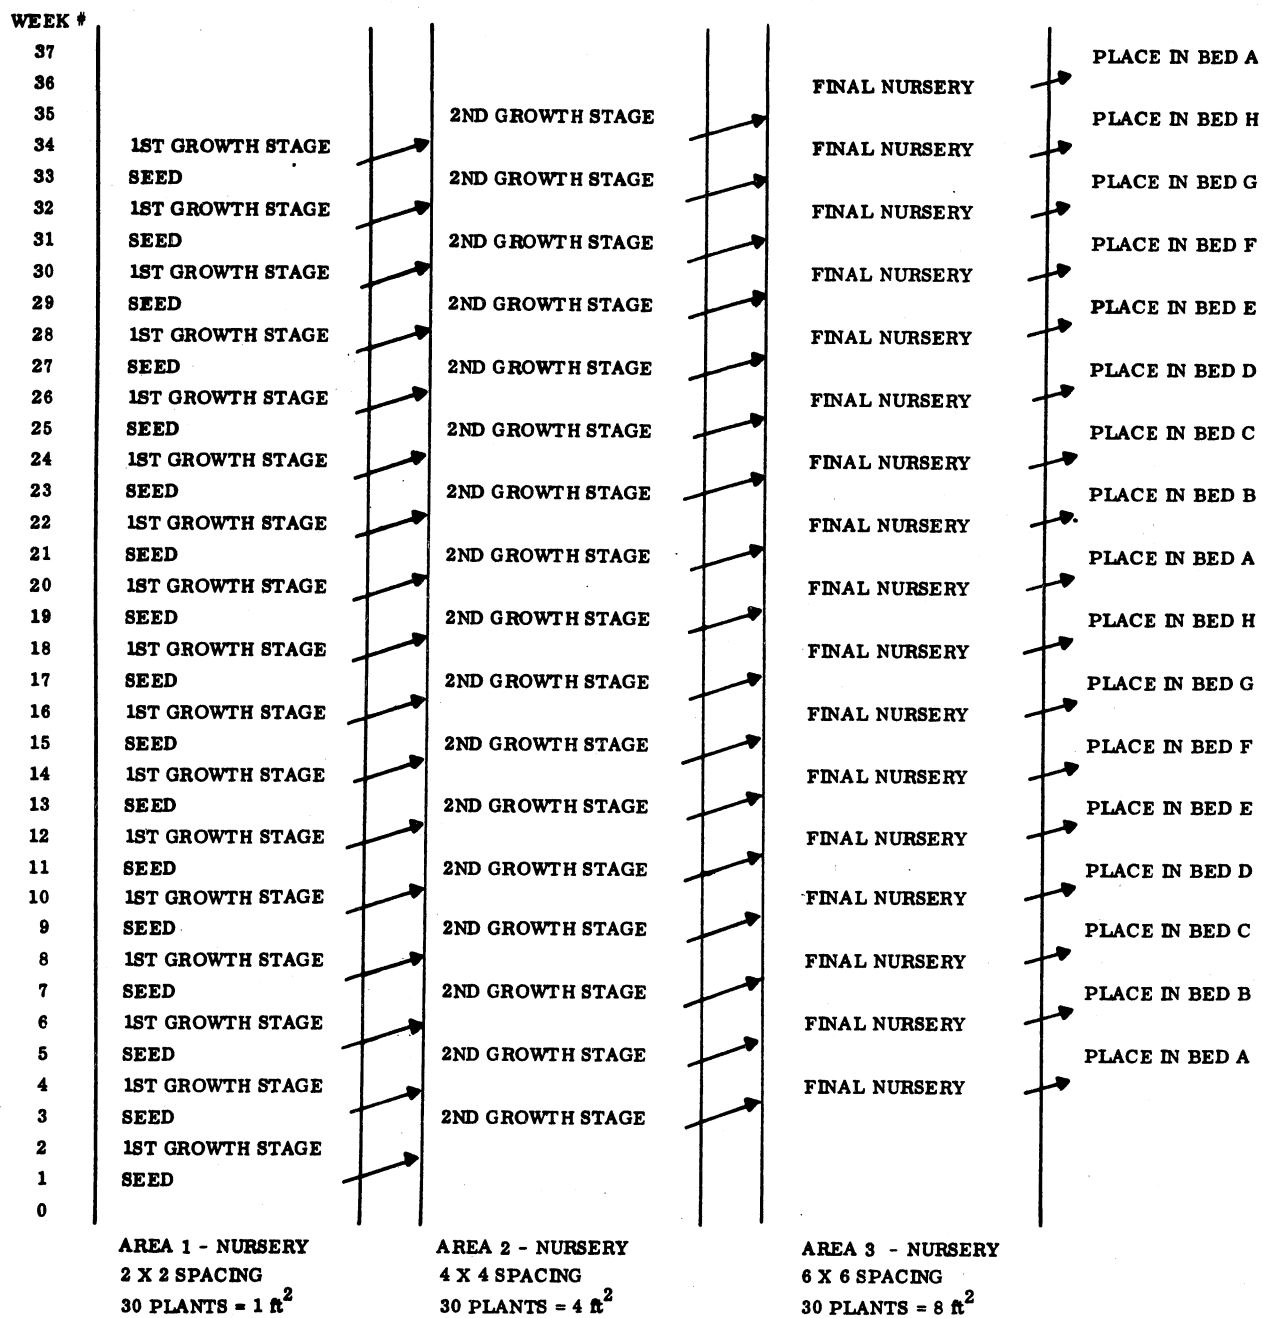 WEEK #
37 PLACE IN BED A
36 FINAL NURSERY
35 2ND GROWTH STAGE PLACE IN BED H
34 1ST GROWTH STAGE FINAL NURSERY
33 SEED 2ND GROWTH STAGE PLACE IN BED G
32 1ST GROWTH STAGE FINAL NURSERY
31 SEED 2ND GROWTH STAGE PLACE IN BED F
30 1ST GROWTH STAGE FINAL NURSERY
29 SEED 2ND GROWTH STAGE PLACE IN BED E
28 1ST GROWTH STAGE FINAL NURSERY
27 SEED 2ND GROWTH STAGE PLACE IN BED D
26 1ST GROWTH STAGE FINAL NURSERY
25 SEED 2ND GROWTH STAGE PLACE IN BED C
24 1ST GROWTH STAGE FINAL NURSERY
23 SEED 2ND GROWTH STAGE PLACE IN BED B
22 1ST GROWTH STAGE FINAL NURSERY
21 SEED 2ND GROWTH STAGE PLACE IN BED A
20 1ST GROWTH STAGE FINAL NURSERY
19 SEED 2ND GROWTH STAGE PLACE IN BED H
18 1ST GROWTH STAGE FINAL NURSERY
17 SEED 2ND GROWTH STAGE PLACE IN BED G
16 1ST GROWTH STAGE FINAL NURSERY
15 SEED 2ND GROWTH STAGE PLACE IN BED F
14 1ST GROWTH STAGE FINAL NURSERY
13 SEED 2ND GROWTH STAGE PLACE IN BED E
12 1ST GROWTH STAGE FINAL NURSERY
11 SEED 2ND GROWTH STAGE PLACE IN BED D
10 1ST GROWTH STAGE FINAL NURSERY
9 SEED 2ND GROWTH STAGE PLACE IN BED C
8 1ST GROWTH STAGE FINAL NURSERY
7 SEED 2ND GROWTH STAGE PLACE IN BED B
6 1ST GROWTH STAGE FINAL NURSERY
5 SEED 2ND GROWTH STAGE PLACE IN BED A
4 1ST GROWTH STAGE FINAL NURSERY
3 SEED 2ND GROWTH STAGE
2 1ST GROWTH STAGE
1 SEED
0
AREA 1 - NURSERY AREA 2 - NURSERY AREA 3 - NURSERY
2 X 2 SPACING 4 X 4 SPACING 6 X 6 SPACING
30 PLANTS = 1 ft² 30 PLANTS = 4 ft² 30 PLANTS = 8 ft²